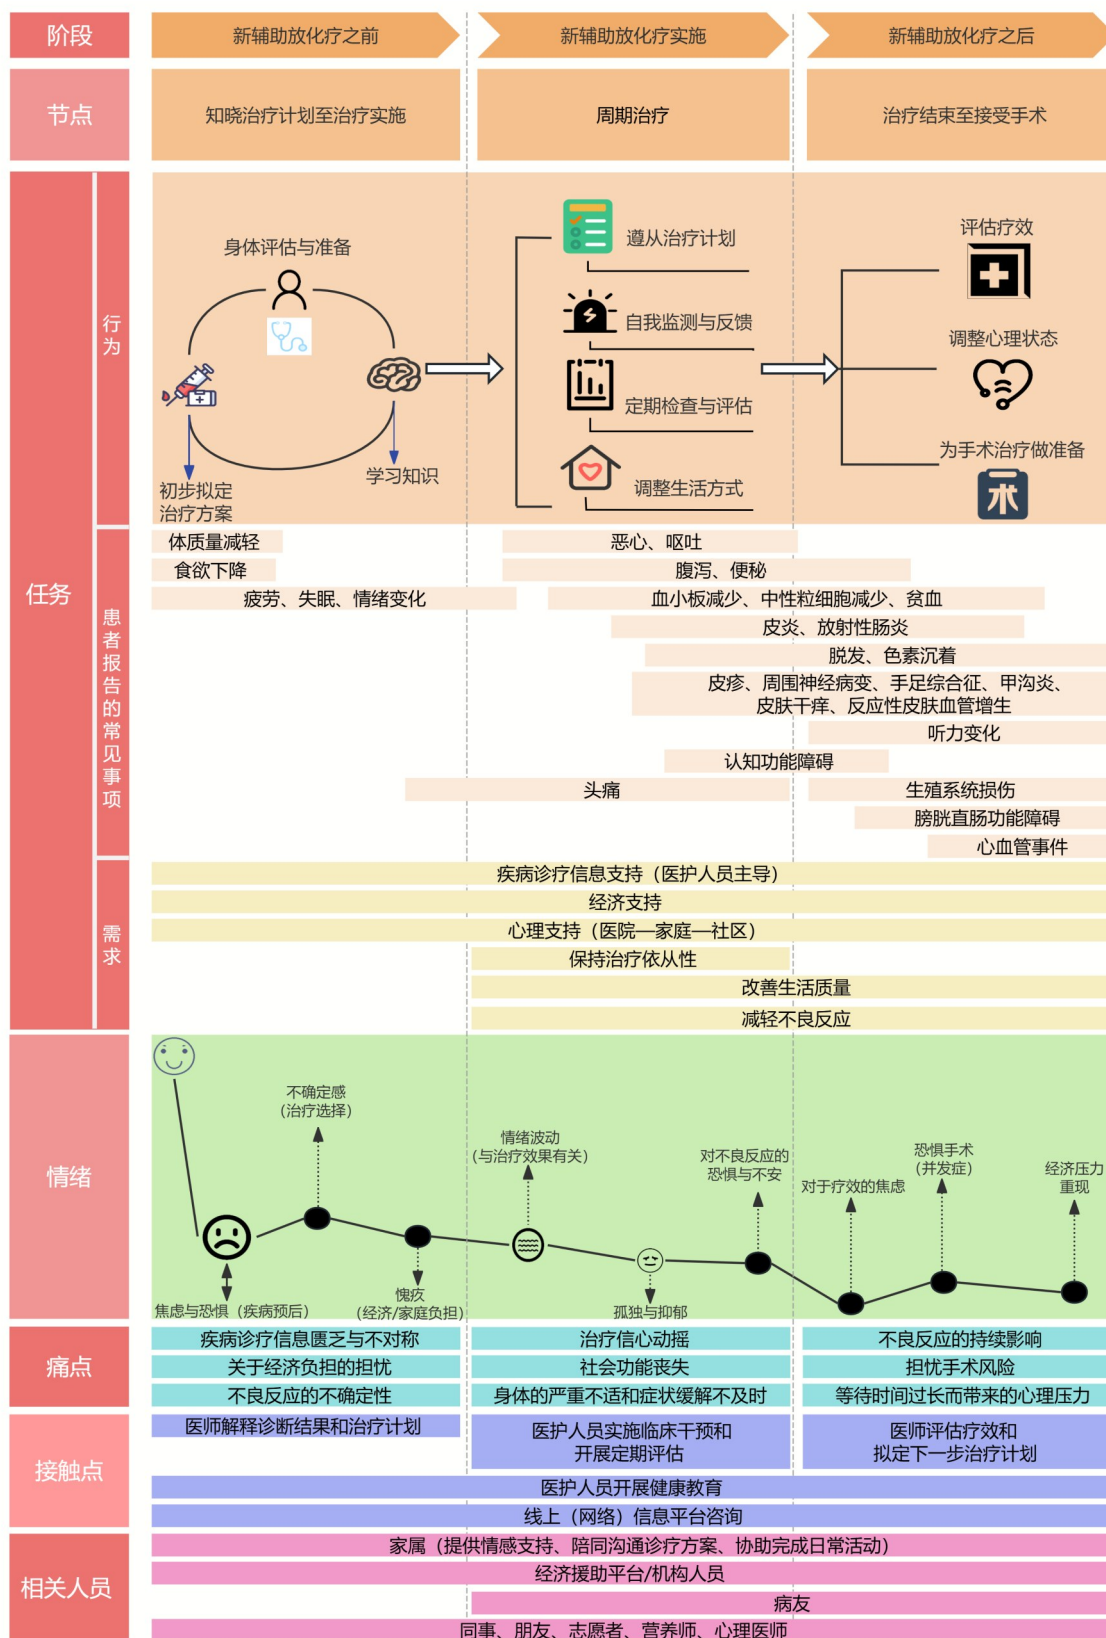 阶段
新辅助放化疗之前
新辅助放化疗实施
新辅助放化疗之后
节点
知晓治疗计划至治疗实施
周期治疗
治疗结束至接受手术
任务
行为
身体评估与准备
初步拟定
治疗方案
学习知识
遵从治疗计划
自我监测与反馈
定期检查与评估
调整生活方式
评估疗效
调整心理状态
为手术治疗做准备
术
患者报告的常见事项
体质量减轻
恶心、呕吐
食欲下降
腹泻、便秘
疲劳、失眠、情绪变化
血小板减少、中性粒细胞减少、贫血
皮炎、放射性肠炎
脱发、色素沉着
皮疹、周围神经病变、手足综合征、甲沟炎、
皮肤干痒、反应性皮肤血管增生
听力变化
认知功能障碍
头痛
生殖系统损伤
膀胱直肠功能障碍
心血管事件
需求
疾病诊疗信息支持（医护人员主导）
经济支持
心理支持（医院—家庭—社区）
保持治疗依从性
改善生活质量
减轻不良反应
情绪
焦虑与恐惧（疾病预后）
不确定感
（治疗选择）
愧疚
（经济/家庭负担）
情绪波动
（与治疗效果有关）
孤独与抑郁
对不良反应的
恐惧与不安
对于疗效的焦虑
恐惧手术
（并发症）
经济压力
重现
痛点
疾病诊疗信息匮乏与不对称
治疗信心动摇
不良反应的持续影响
关于经济负担的担忧
社会功能丧失
担忧手术风险
不良反应的不确定性
身体的严重不适和症状缓解不及时
等待时间过长而带来的心理压力
接触点
医师解释诊断结果和治疗计划
医护人员实施临床干预和
开展定期评估
医师评估疗效和
拟定下一步治疗计划
医护人员开展健康教育
线上（网络）信息平台咨询
相关人员
家属（提供情感支持、陪同沟通诊疗方案、协助完成日常活动）
经济援助平台/机构人员
病友
同事、朋友、志愿者、营养师、心理医师